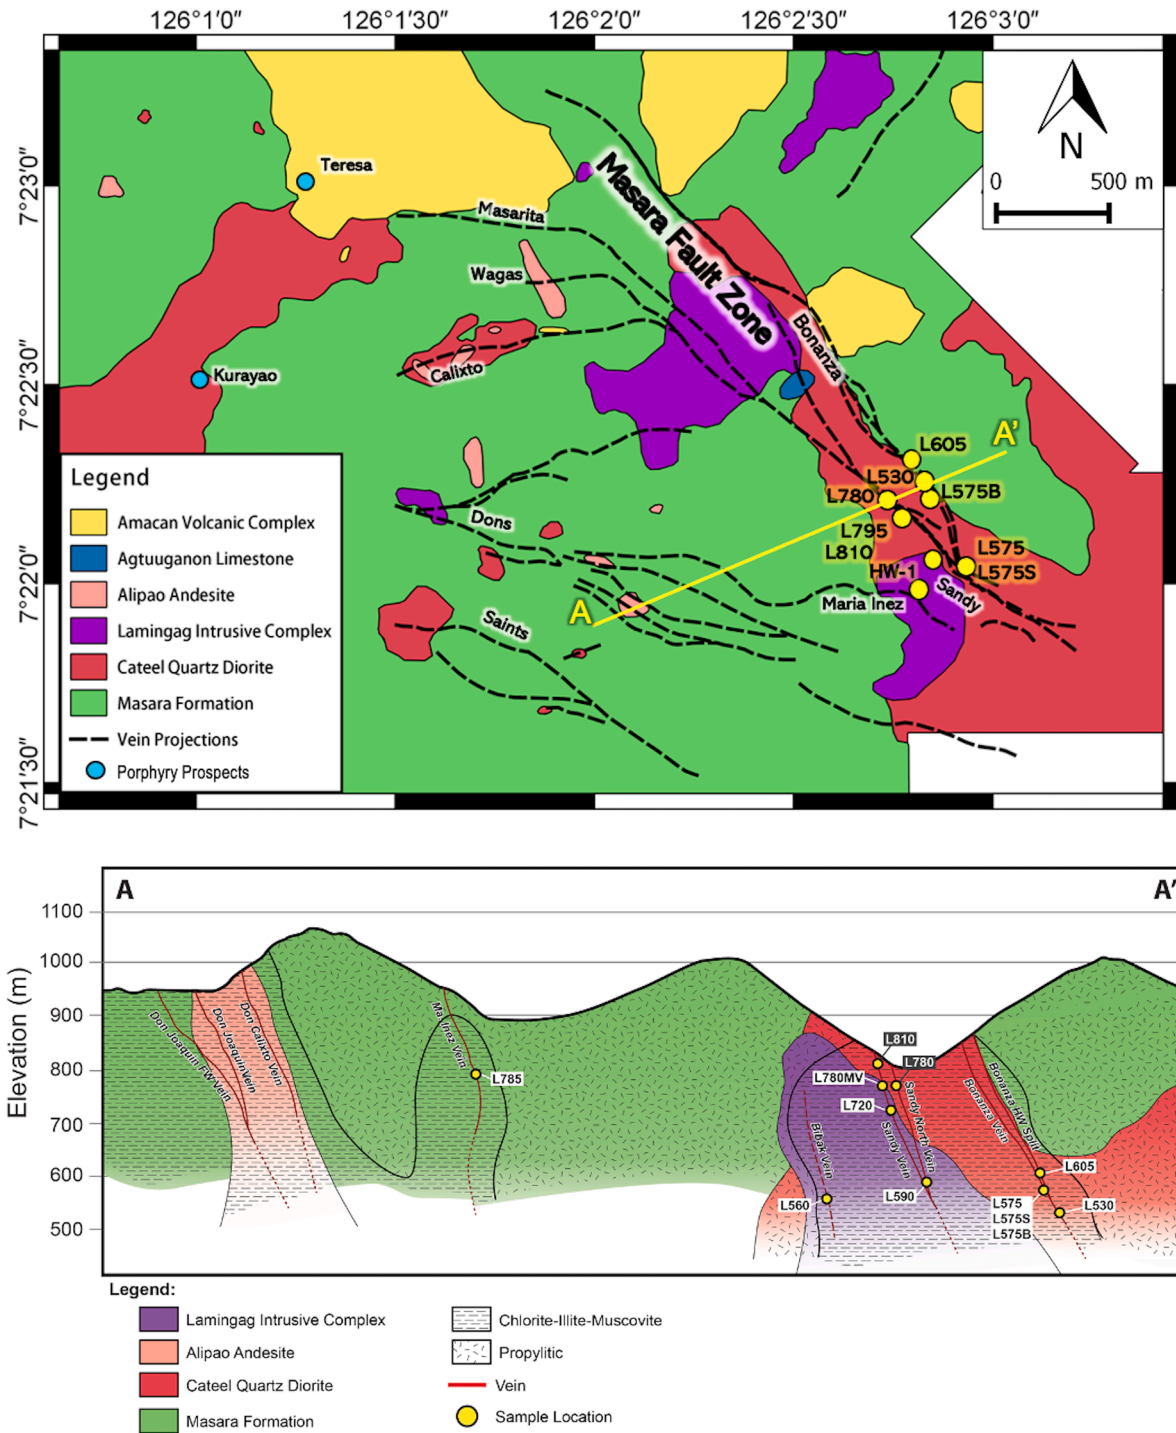 126°1'0"
126°1'30"
126°2'0"
126°2'30"
126°3'0"
7°23'0"
7°22'30"
7°22'0"
7°21'30"
N
0
500 m
Teresa
Masarita
Masara Fault Zone
Wagas
Bonanza
Calixto
Kurayao
A'
L605
L530
L780
L575B
L795
L810
L575
L575S
HW-1
Dons
Sandy
Maria Inez
A
Saints
Legend
Amacan Volcanic Complex
Agtuuganon Limestone
Alipao Andesite
Lamingag Intrusive Complex
Cateel Quartz Diorite
Masara Formation
Vein Projections
Porphyry Prospects
A
A'
Elevation (m)
1100
1000
900
800
700
600
500
Don Joaquin FW Vein
Don JoaquinVein
Don Calixto Vein
Ma. Inez Vein
L785
L810
L780
L780MV
L720
Sandy North Vein
Sandy Vein
Bibak Vein
L560
L590
Bonanza Vein
Bonanza HW Split
L605
L575
L575S
L575B
L530
Legend:
Lamingag Intrusive Complex
Alipao Andesite
Cateel Quartz Diorite
Masara Formation
Chlorite-Illite-Muscovite
Propylitic
Vein
Sample Location